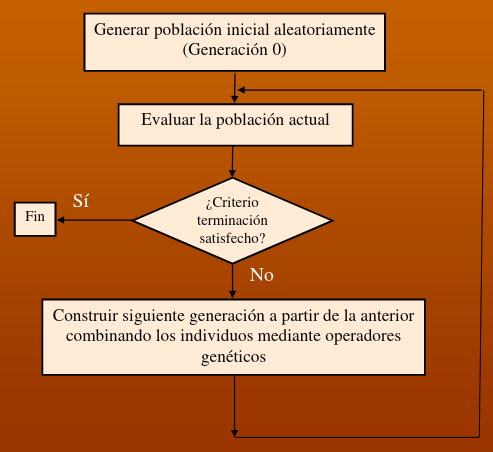 Generar población inicial aleatoriamente
(Generación 0)
Evaluar la población actual
¿Criterio
terminación
satisfecho?
Sí
Fin
No
Construir siguiente generación a partir de la anterior
combinando los individuos mediante operadores
genéticos